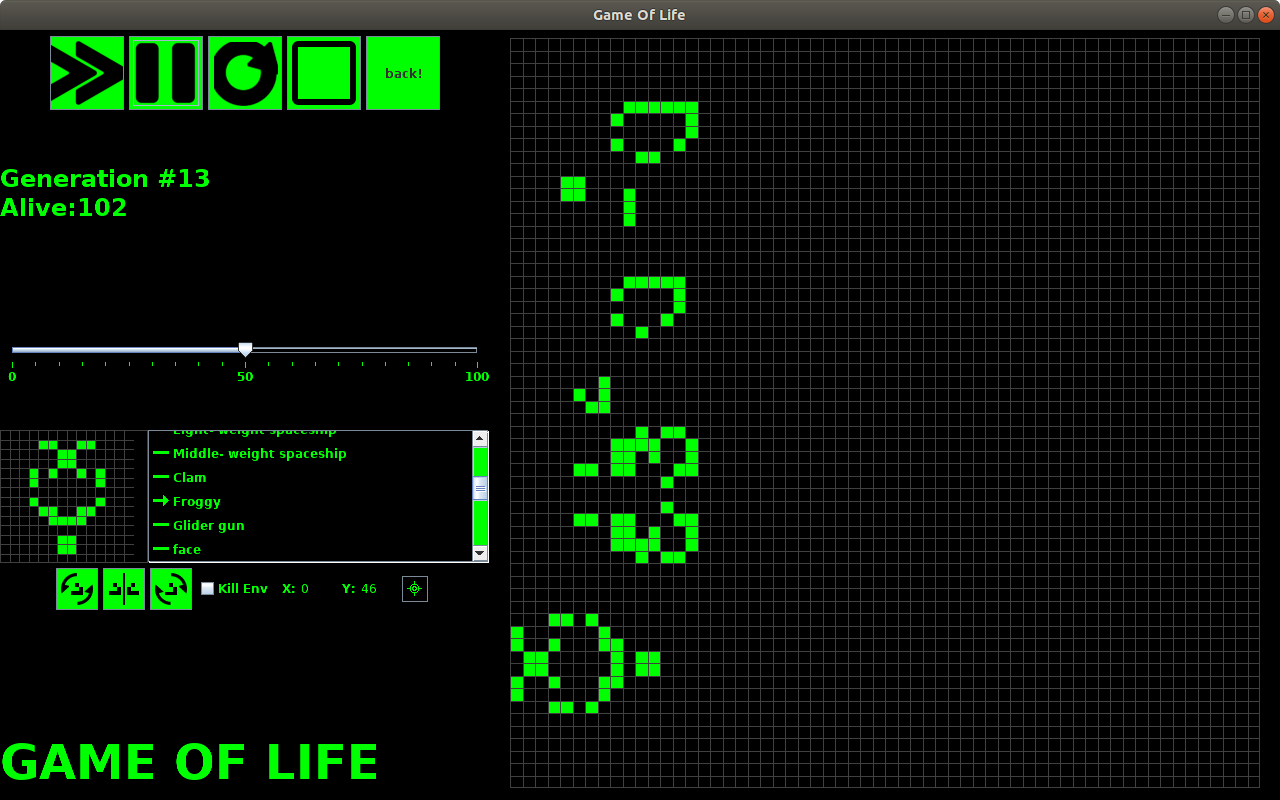 Game Of Life
back!
Generation #13
Alive:102
0 50 100
Light- weight spaceship
Middle- weight spaceship
Clam
Froggy
Glider gun
face
Kill Env X: 0 Y: 46
GAME OF LIFE